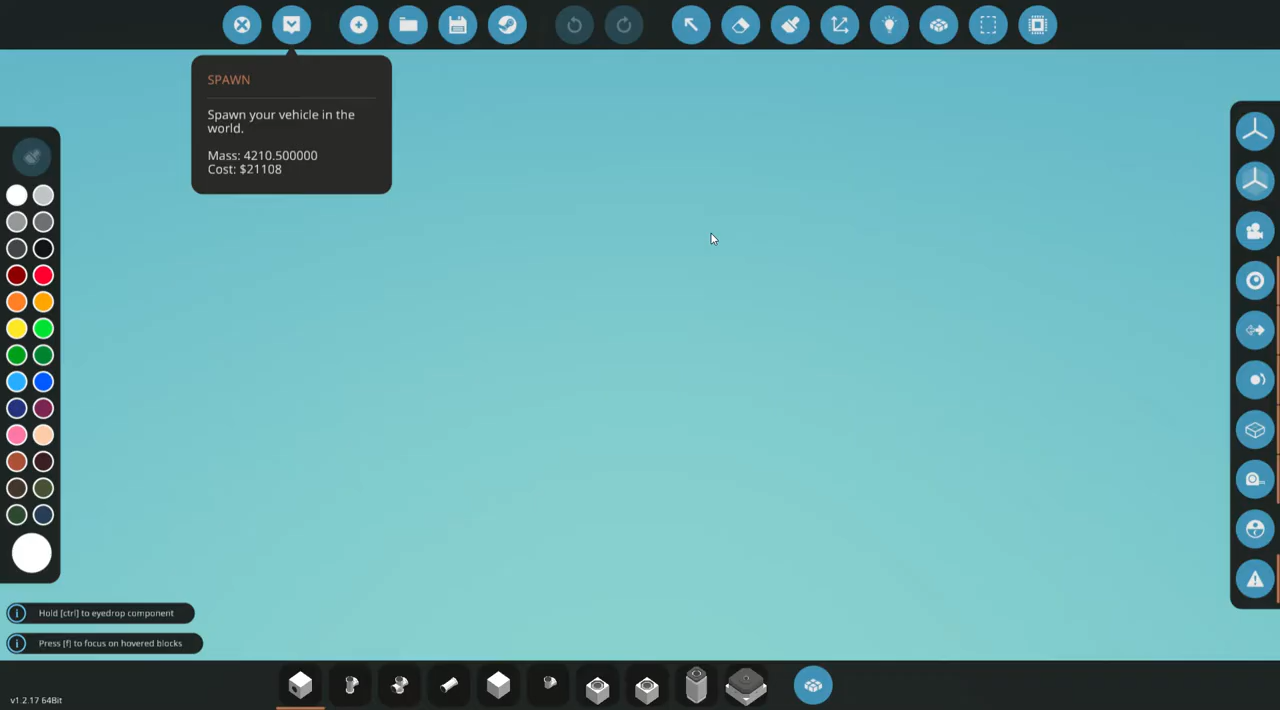 SPAWN
Spawn your vehicle in the
world.
Mass: 4210.500000
Cost: $21108
Hold [ctrl] to eyedrop component
Press [f] to focus on hovered blocks
v1.2.17 64Bit